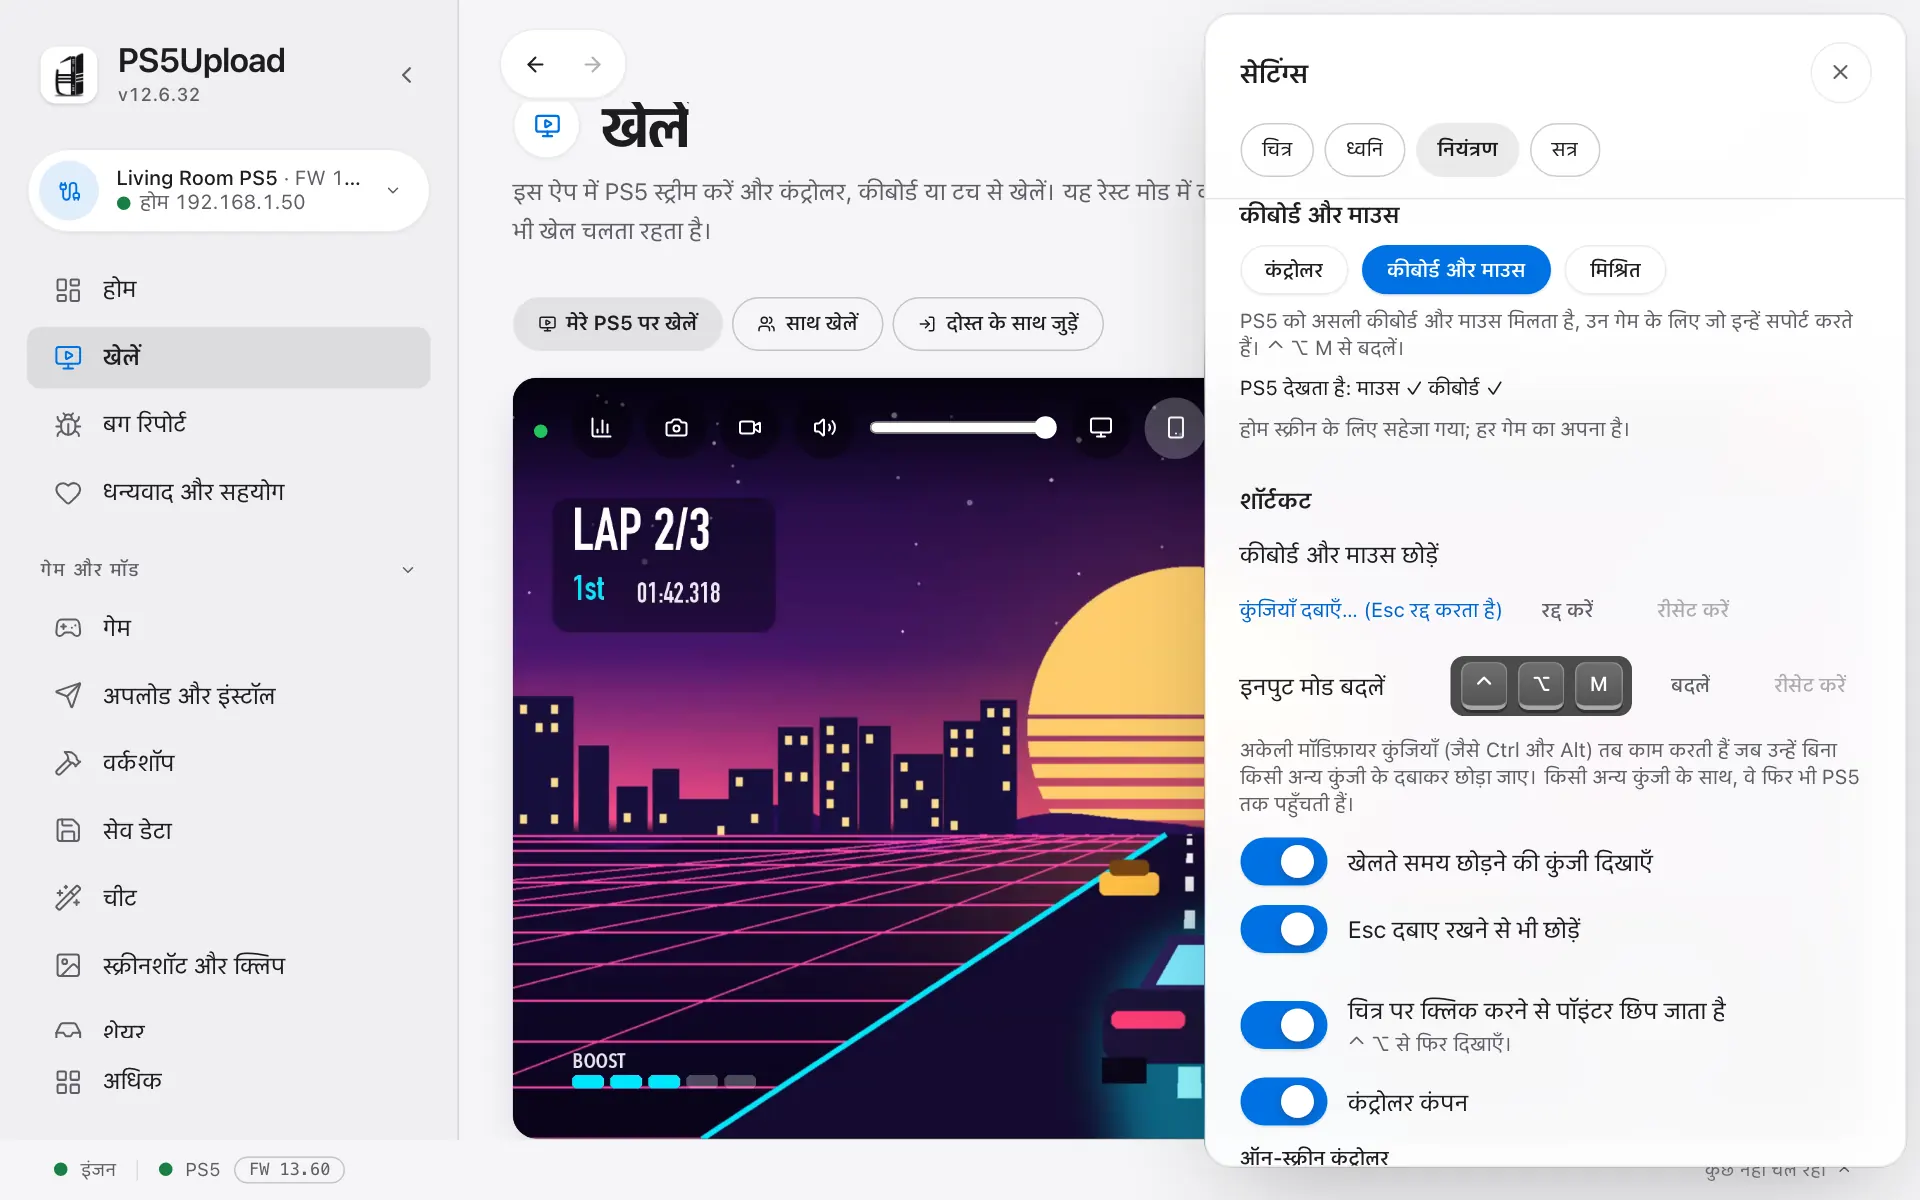 PS5Upload
v12.6.32
Living Room PS5 · FW 1...
होम 192.168.1.50
होम
खेलें
बग रिपोर्ट
धन्यवाद और सहयोग
गेम और मॉड
गेम
अपलोड और इंस्टॉल
वर्कशॉप
सेव डेटा
चीट
स्क्रीनशॉट और क्लिप
शेयर
अधिक
इंजन
PS5
FW 13.60
खेलें
इस ऐप में PS5 स्ट्रीम करें और कंट्रोलर, कीबोर्ड या टच से खेलें। यह रेस्ट मोड में
भी खेल चलता रहता है।
मेरे PS5 पर खेलें
साथ खेलें
दोस्त के साथ जुड़ें
LAP 2/3
1st 01:42.318
BOOST
सेटिंग्स
चित्र
ध्वनि
नियंत्रण
सत्र
कीबोर्ड और माउस
कंट्रोलर
कीबोर्ड और माउस
मिश्रित
PS5 को असली कीबोर्ड और माउस मिलता है, उन गेम के लिए जो इन्हें सपोर्ट करते
हैं। ^ ⌥ M से बदलें।
PS5 देखता है: माउस ✓ कीबोर्ड ✓
होम स्क्रीन के लिए सहेजा गया; हर गेम का अपना है।
शॉर्टकट
कीबोर्ड और माउस छोड़ें
कुंजियाँ दबाएँ... (Esc रद्द करता है)
रद्द करें
रीसेट करें
इनपुट मोड बदलें
^ ⌥ M
बदलें
रीसेट करें
अकेली मॉडिफ़ायर कुंजियाँ (जैसे Ctrl और Alt) तब काम करती हैं जब उन्हें बिना
किसी अन्य कुंजी के दबाकर छोड़ा जाए। किसी अन्य कुंजी के साथ, वे फिर भी PS5
तक पहुँचती हैं।
खेलते समय छोड़ने की कुंजी दिखाएँ
Esc दबाए रखने से भी छोड़ें
चित्र पर क्लिक करने से पॉइंटर छिप जाता है
^ ⌥ से फिर दिखाएँ।
कंट्रोलर कंपन
ऑन-स्क्रीन कंट्रोलर
कुछ नहीं चल रहा